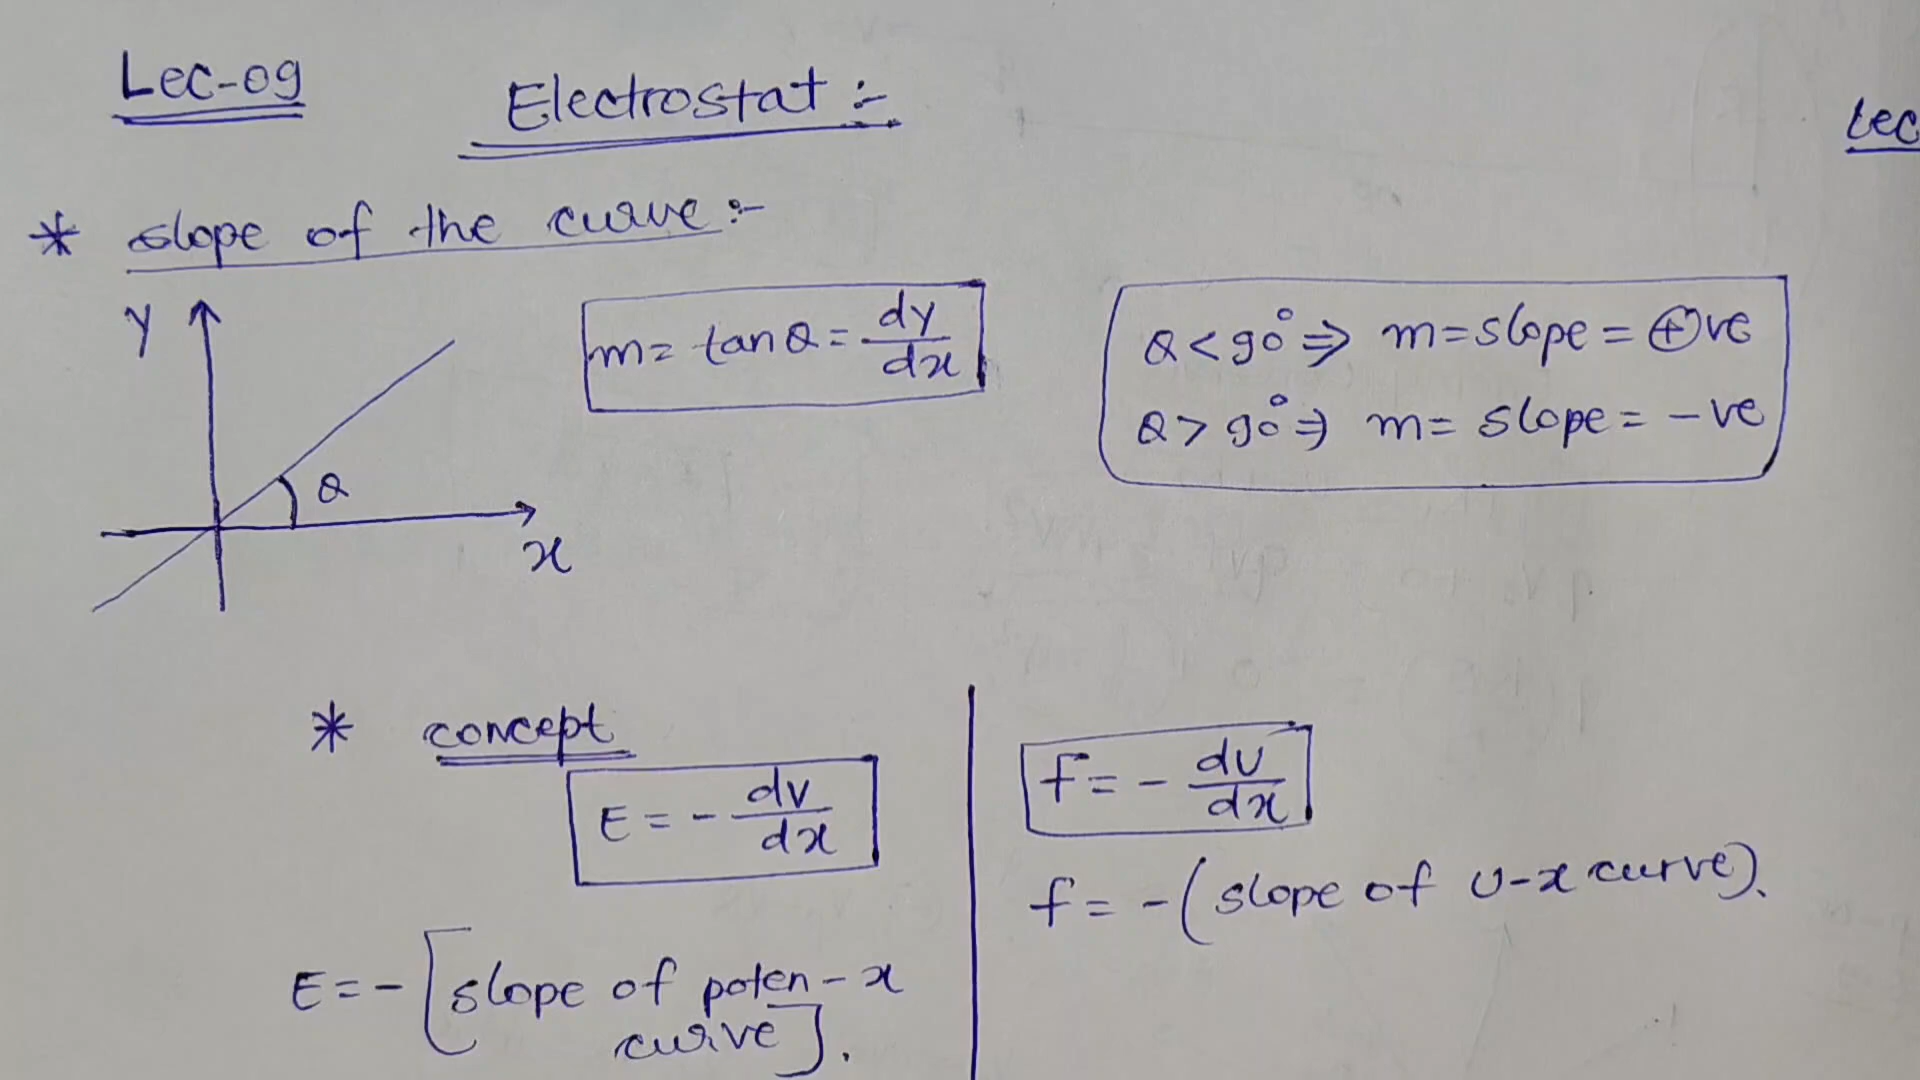 Lec-09
Electrostat :-
Lec
* slope of the curve :-
y
m = tanθ = dy/dx
θ < 90° ⇒ m = slope = ⊕ve
θ > 90° ⇒ m = slope = -ve
θ
x
* concept
E = - dv/dx
E = - [slope of poten - x
curve].
f = - dU/dx
f = - (slope of U-x curve).